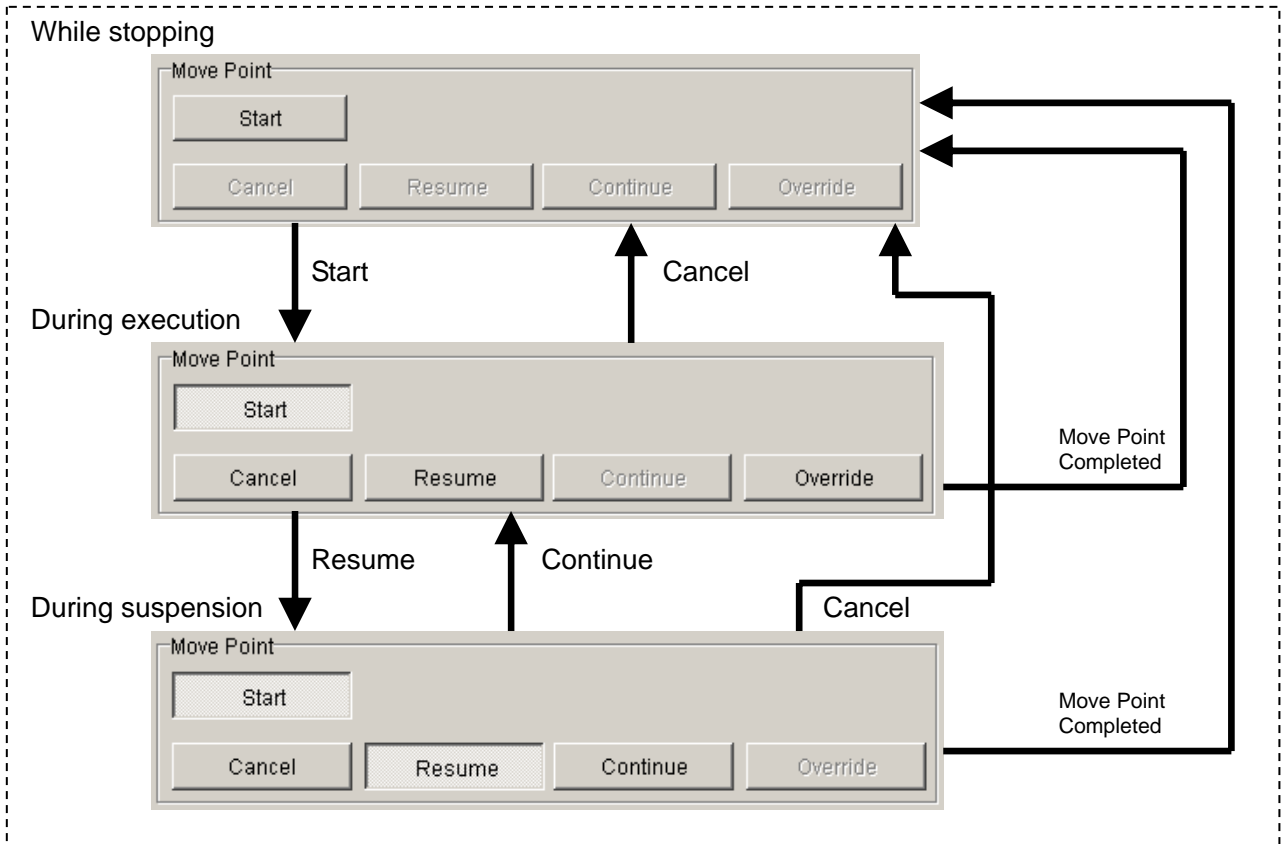 While stopping
Move Point
Start
Cancel Resume Continue Override
Start Cancel
During execution
Move Point
Start
Move Point
Completed
Cancel Resume Continue Override
Resume Continue
During suspension Cancel
Move Point
Start
Move Point
Completed
Cancel Resume Continue Override